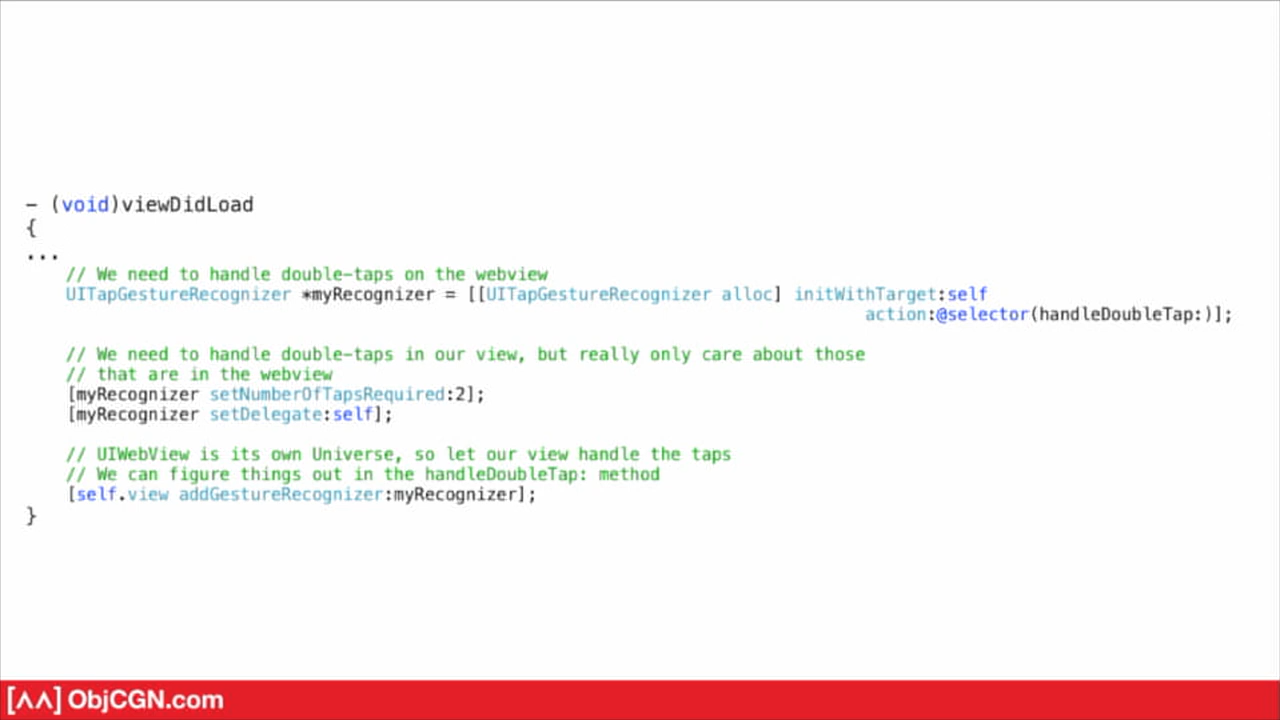 - (void)viewDidLoad
{
...
// We need to handle double-taps on the webview
UITapGestureRecognizer *myRecognizer = [[UITapGestureRecognizer alloc] initWithTarget:self
action:@selector(handleDoubleTap:)];
// We need to handle double-taps in our view, but really only care about those
// that are in the webview
[myRecognizer setNumberOfTapsRequired:2];
[myRecognizer setDelegate:self];
// UIWebView is its own Universe, so let our view handle the taps
// We can figure things out in the handleDoubleTap: method
[self.view addGestureRecognizer:myRecognizer];
}
[ʌʌ] ObjCGN.com